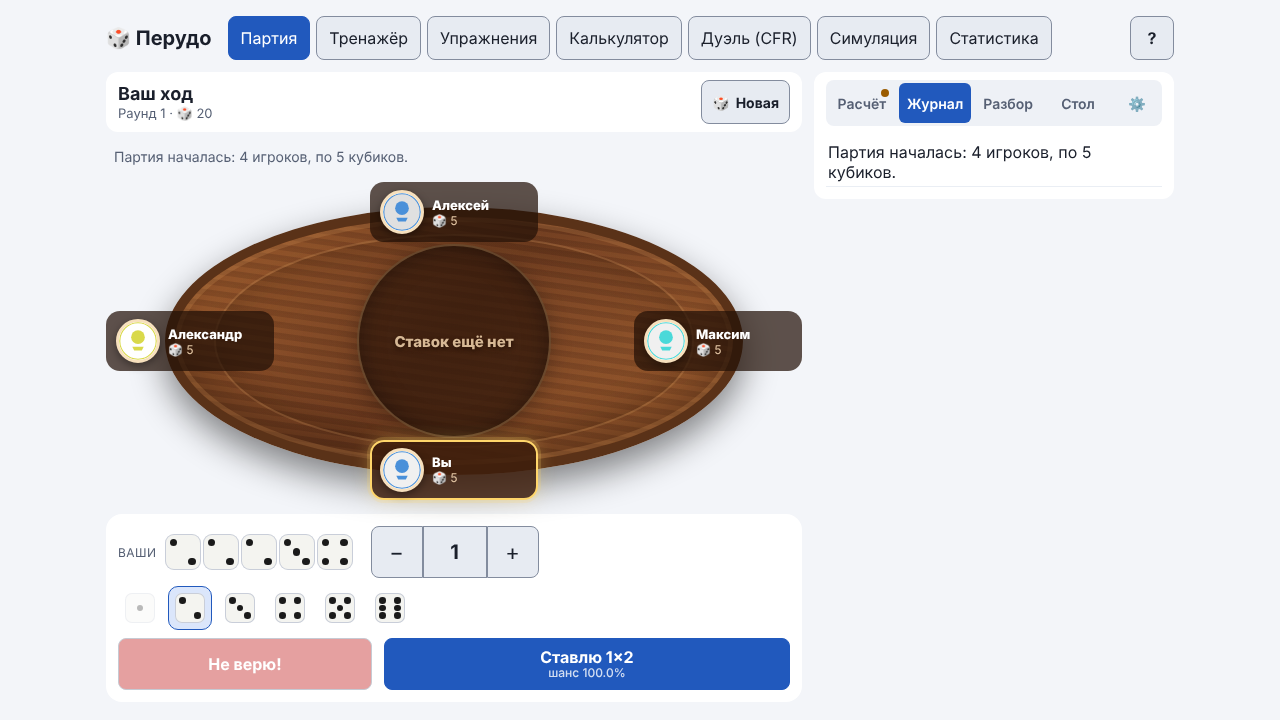 Перудо
Партия
Тренажёр
Упражнения
Калькулятор
Дуэль (CFR)
Симуляция
Статистика
?
Ваш ход
Раунд 1 · 🎲 20
Новая
Расчёт
Журнал
Разбор
Стол
Партия началась: 4 игроков, по 5 кубиков.
Партия началась: 4 игроков, по 5
кубиков.
Алексей
5
Александр
5
Ставок ещё нет
Максим
5
Вы
5
ВАШИ
− 1 +
Не верю!
Ставлю 1×2
шанс 100.0%